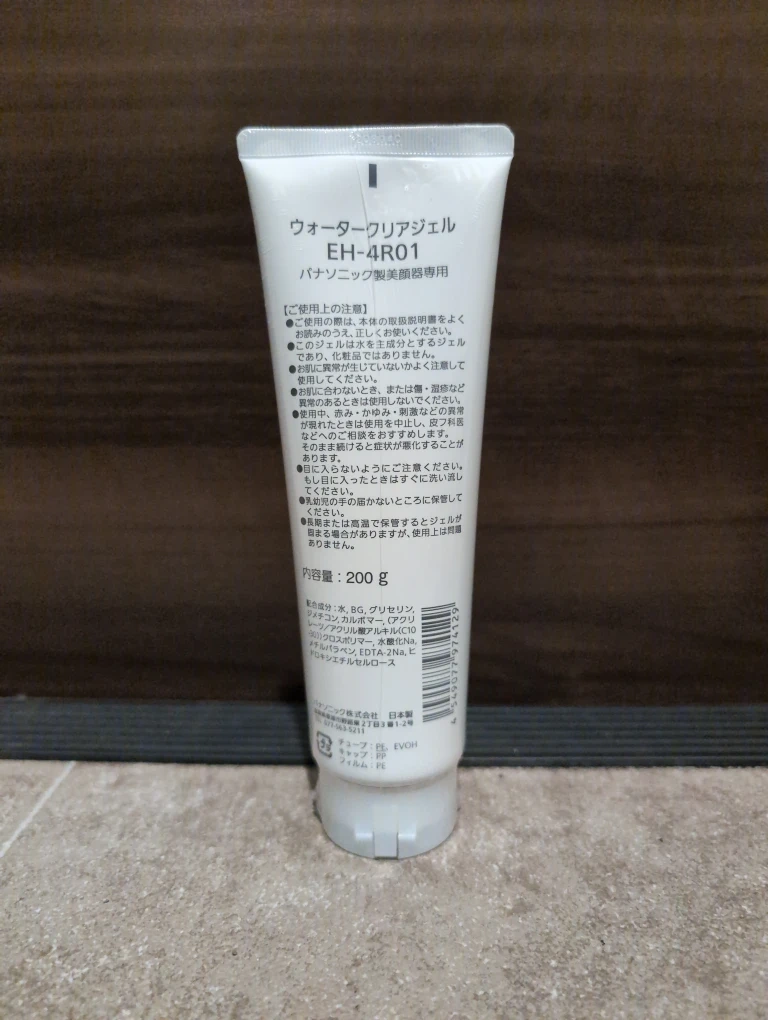 ウォータークリアジェル
EH-4R01
パナソニック製美顔器専用
【ご使用上の注意】
●ご使用の際は、本体の取扱説明書をよく
お読みのうえ、正しくお使いください。
●このジェルは水を主成分とするジェル
であり、化粧品ではありません。
●お肌に異常が生じていないかよく注意して
使用してください。
●お肌に合わないとき、または傷・湿疹など
異常のあるときは使用しないでください。
●使用中、赤み・かゆみ・刺激などの異常
が現れたときは使用を中止し、皮フ科医
などへのご相談をおすすめします。
そのまま続けると症状が悪化することが
あります。
●目に入らないようにご注意ください。
もし目に入ったときはすぐに洗い流し
てください。
●乳幼児の手の届かないところに保管して
ください。
●長期または高温で保管するとジェルが
固まる場合がありますが、使用上は問題
ありません。
内容量：200 g
配合成分：水, BG, グリセリン,
ジメチコン, カルボマー, (アクリ
レーツ/アクリル酸アルキル(C10
-30))クロスポリマー, 水酸化Na,
メチルパラベン, EDTA-2Na, ヒ
ドロキシエチルセルロース
4 549077 974129
パナソニック株式会社 日本製
2丁目3番1-2号
077-563-5211
チューブ：PE, EVOH
キャップ：PP
フィルム：PE